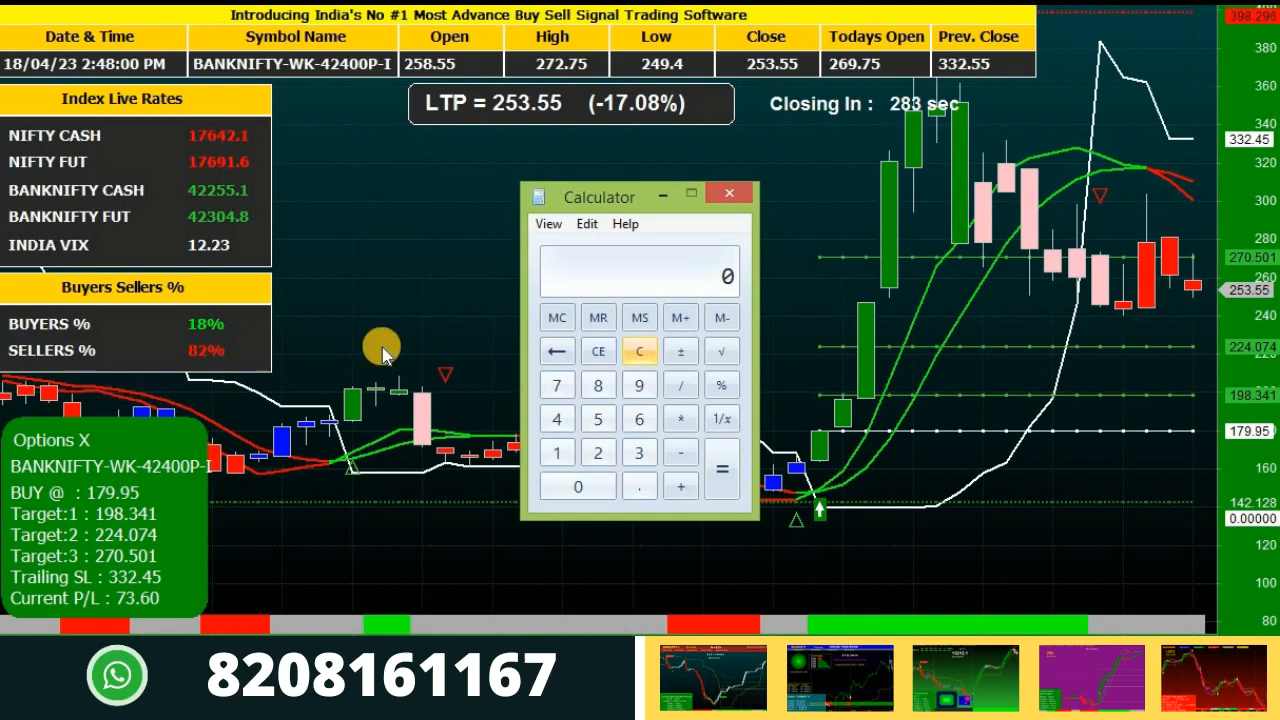 Introducing India's No #1 Most Advance Buy Sell Signal Trading Software
Date & Time Symbol Name Open High Low Close Todays Open Prev. Close
18/04/23 2:48:00 PM BANKNIFTY-WK-42400P-I 258.55 272.75 249.4 253.55 269.75 332.55
Index Live Rates
LTP = 253.55 (-17.08%)
Closing In : 283 sec
NIFTY CASH 17642.1
NIFTY FUT 17691.6
BANKNIFTY CASH 42255.1
BANKNIFTY FUT 42304.8
INDIA VIX 12.23
Buyers Sellers %
BUYERS % 18%
SELLERS % 82%
Options X
BANKNIFTY-WK-42400P-I
BUY @ : 179.95
Target:1 : 198.341
Target:2 : 224.074
Target:3 : 270.501
Trailing SL : 332.45
Current P/L : 73.60
Calculator
View Edit Help
0
MC MR MS M+ M-
← CE C ± √
7 8 9 / %
4 5 6 * 1/x
1 2 3 - =
0 . +
398.296
380
360
340
332.45
320
300
280
270.501
260
253.55
240
224.074
198.341
179.95
160
142.128
0.00000
120
100
80
8208161167